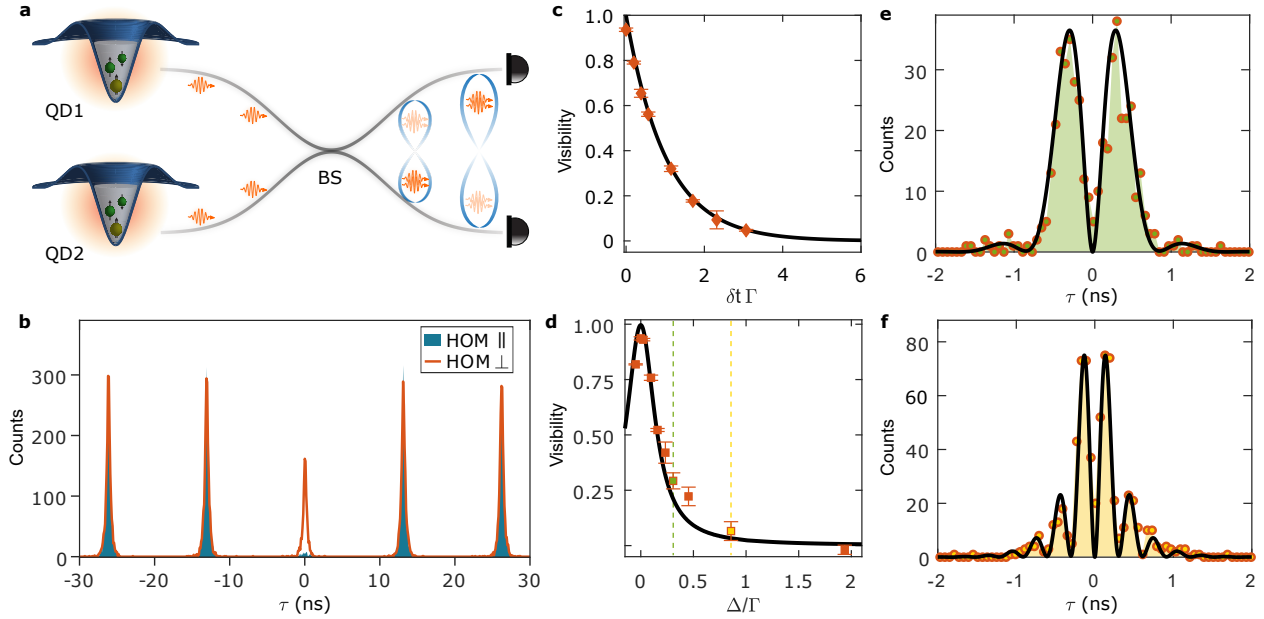 a
QD1
QD2
BS
b
HOM ||
HOM ⊥
Counts
300
200
100
0
-30
-20
-10
0
10
20
30
τ (ns)
c
Visibility
1.0
0.8
0.6
0.4
0.2
0
0
2
4
6
δt Γ
d
Visibility
1.00
0.75
0.50
0.25
0
0.5
1
1.5
2
Δ/Γ
e
Counts
30
20
10
0
-2
-1
0
1
2
τ (ns)
f
Counts
80
60
40
20
0
-2
-1
0
1
2
τ (ns)